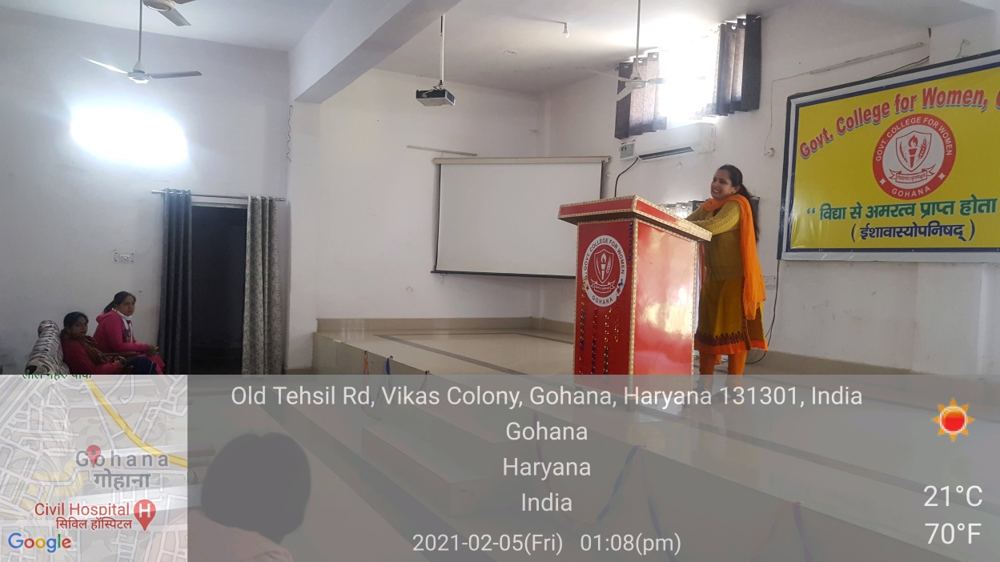 Govt. College for Women,
GOVT. COLLEGE FOR WOMEN
GOHANA
“ विद्या से अमरत्व प्राप्त होता
( ईशावास्योपनिषद् )
GOVT. COLLEGE FOR WOMEN
GOHANA
Old Tehsil Rd, Vikas Colony, Gohana, Haryana 131301, India
Gohana
Haryana
India
2021-02-05(Fri) 01:08(pm)
21°C
70°F
Gohana
गोहाना
Civil Hospital H
सिविल हॉस्पिटल
Google